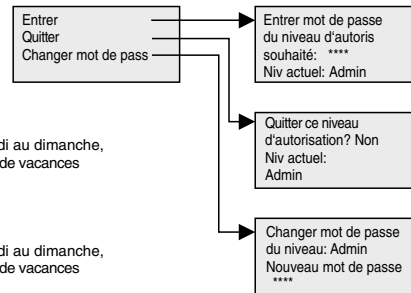 Entrer
Quitter
Changer mot de pass
Entrer mot de passe
du niveau d'autoris
souhaité: ****
Niv actuel: Admin
Quitter ce niveau
d'autorisation? Non
Niv actuel:
Admin
di au dimanche,
de vacances
Changer mot de passe
du niveau: Admin
Nouveau mot de passe
****
di au dimanche,
de vacances